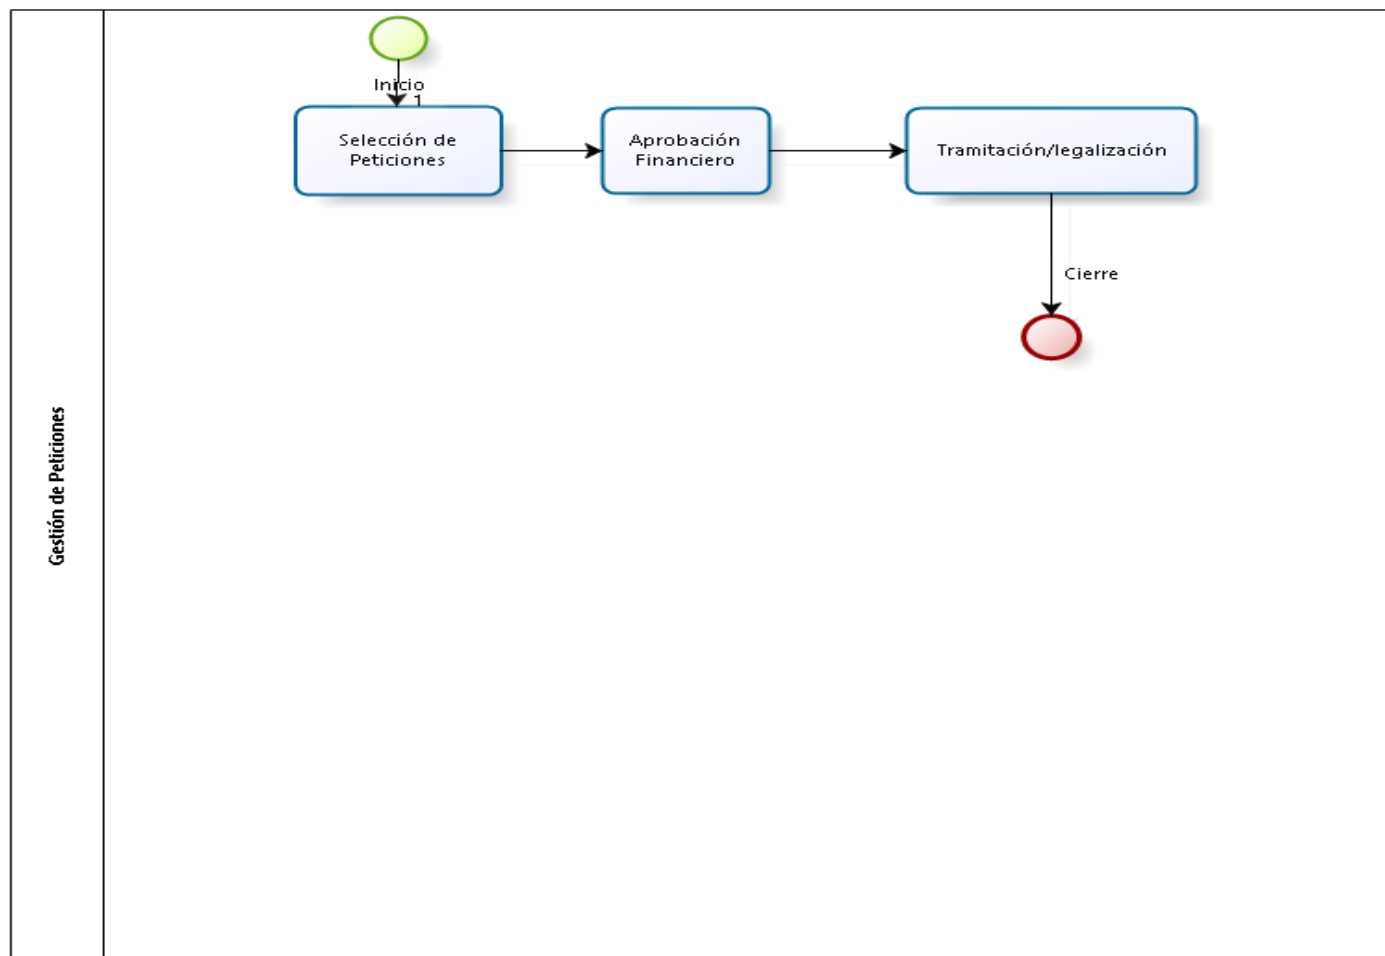 Inicio
1
Selección de
Peticiones
Aprobación
Financiero
Tramitación/legalización
Cierre
Gestión de Peticiones